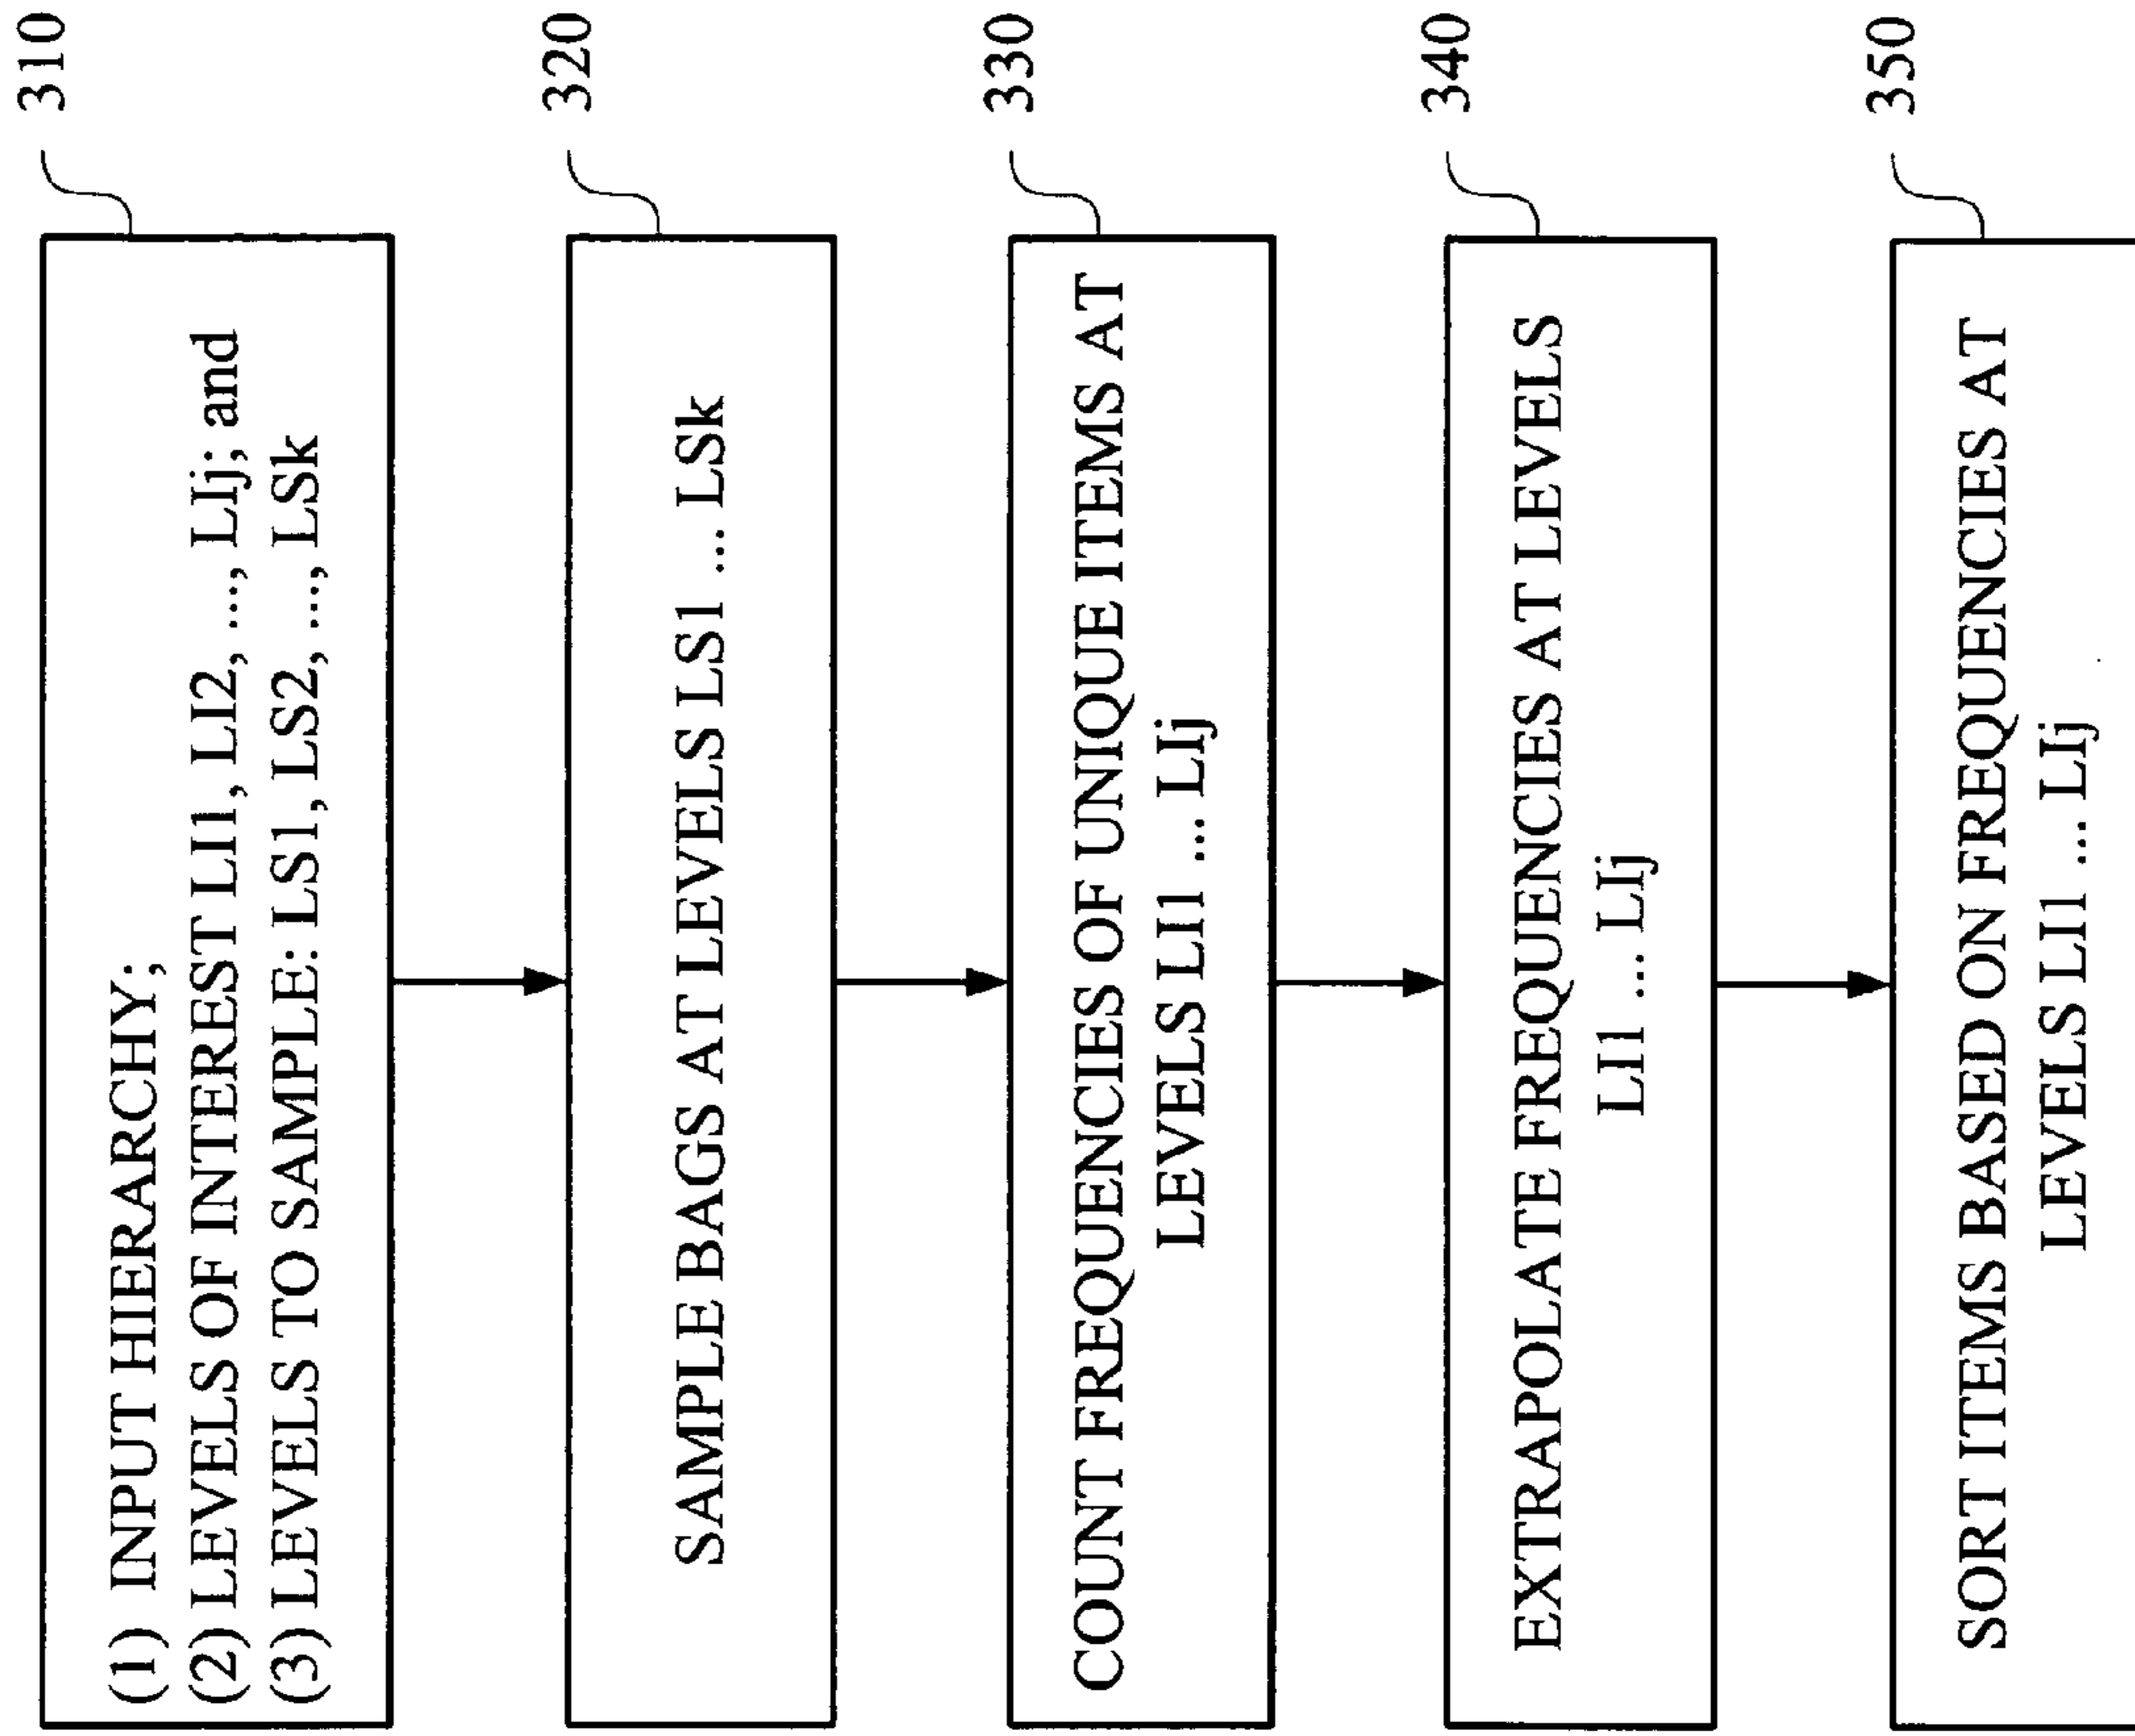 310
(1) INPUT HIERARCHY;
(2) LEVELS OF INTEREST LI1, LI2, ..., LIj; and
(3) LEVELS TO SAMPLE: LS1, LS2, ..., LSk
320
SAMPLE BAGS AT LEVELS LS1 ... LSk
330
COUNT FREQUENCIES OF UNIQUE ITEMS AT
LEVELS LI1 ... LIj
340
EXTRAPOLATE FREQUENCIES AT LEVELS
LI1 ... LIj
350
SORT ITEMS BASED ON FREQUENCIES AT
LEVELS LI1 ... LIj